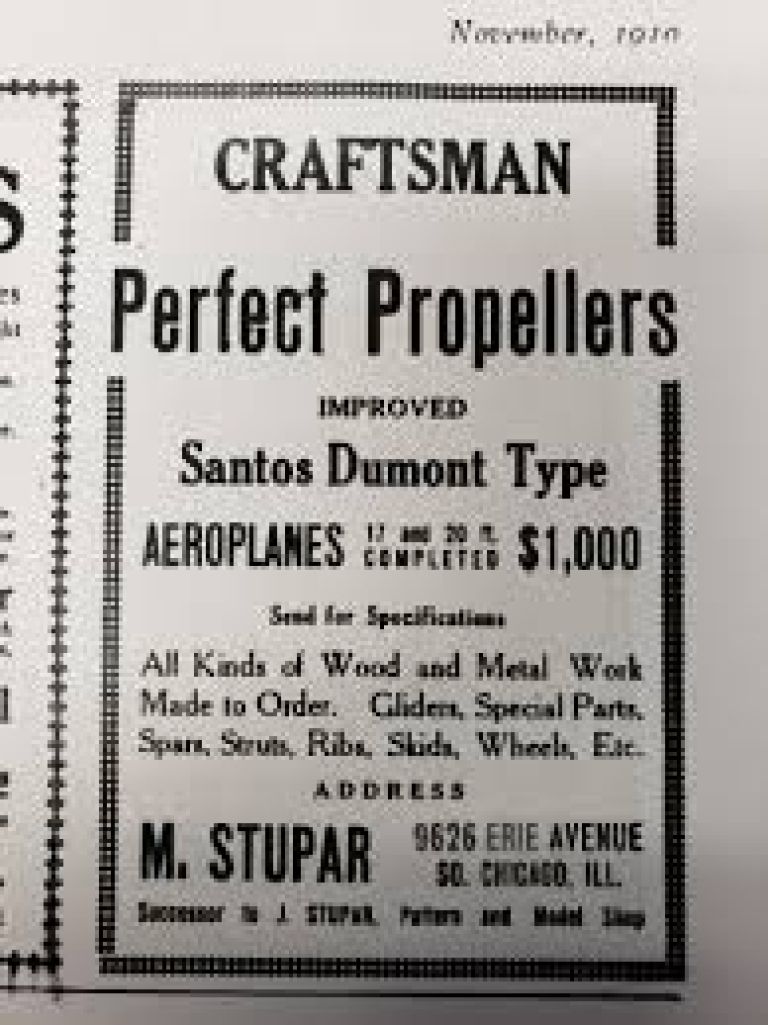 November, 1910
CRAFTSMAN
Perfect Propellers
IMPROVED
Santos Dumont Type
AEROPLANES 17 and 20 ft. COMPLETED $1,000
Send for Specifications
All Kinds of Wood and Metal Work
Made to Order. Gliders, Special Parts,
Spars, Struts, Ribs, Skids, Wheels, Etc.
ADDRESS
M. STUPAR 9626 ERIE AVENUE
SO. CHICAGO, ILL.
Successor to J. STUPAR, Pattern and Model Shop